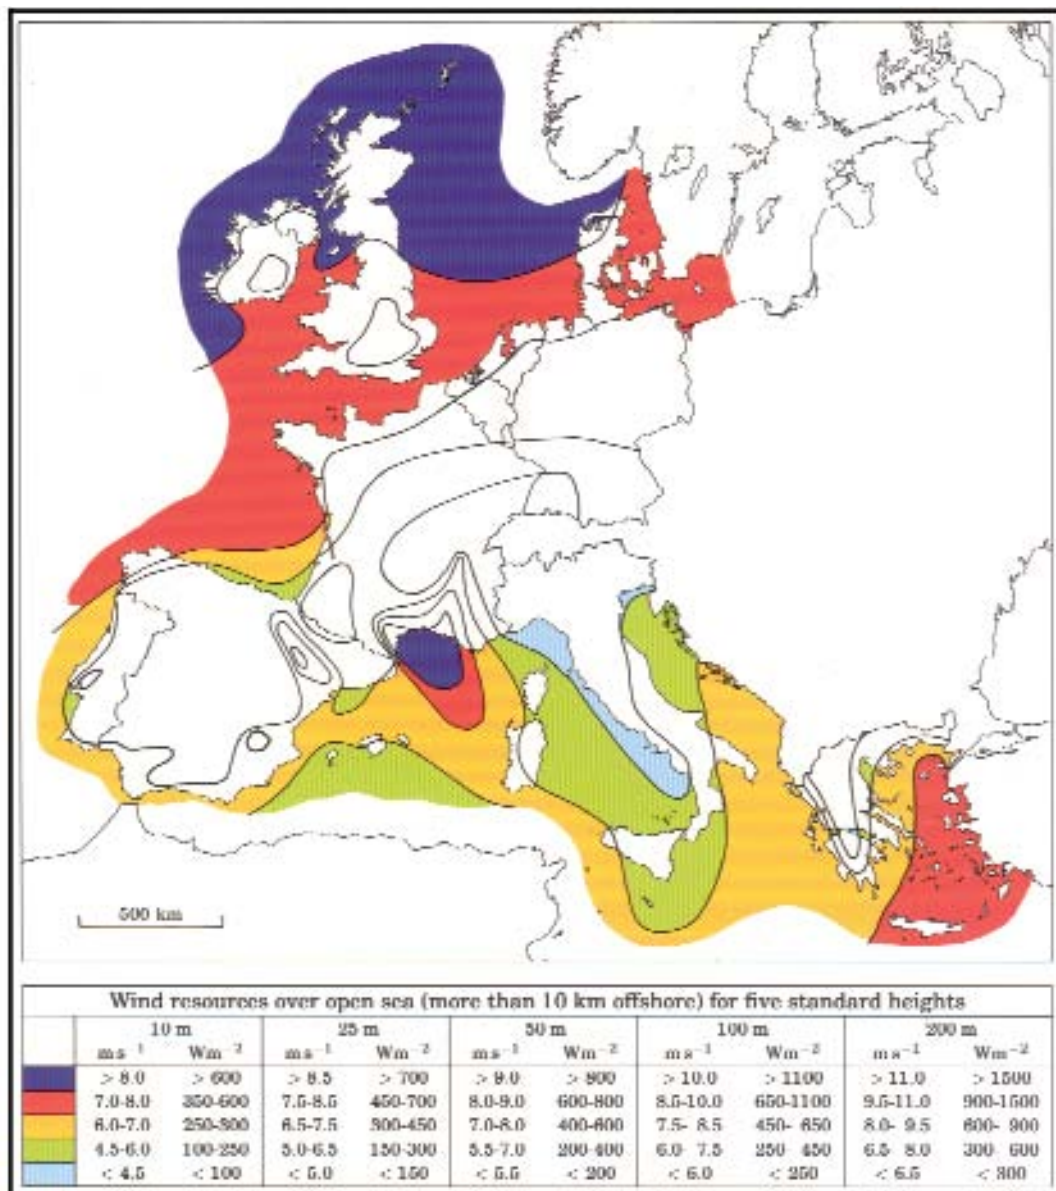 500 km
Wind resources over open sea (more than 10 km offshore) for five standard heights
10 m 25 m 50 m 100 m 200 m
m s⁻¹ Wm⁻² m s⁻¹ Wm⁻² m s⁻¹ Wm⁻² m s⁻¹ Wm⁻² m s⁻¹ Wm⁻²
> 8.0 > 600 > 8.5 > 700 > 9.0 > 800 > 10.0 > 1100 > 11.0 > 1500
7.0-8.0 350-600 7.5-8.5 450-700 8.0-9.0 600-800 8.5-10.0 650-1100 9.5-11.0 900-1500
6.0-7.0 250-300 6.5-7.5 300-450 7.0-8.0 400-600 7.5- 8.5 450- 650 8.0- 9.5 600- 900
4.5-6.0 100-250 5.0-6.5 150-300 5.5-7.0 200-400 6.0- 7.5 250- 450 6.5- 8.0 300- 600
< 4.5 < 100 < 5.0 < 150 < 5.5 < 200 < 6.0 < 250 < 6.5 < 300